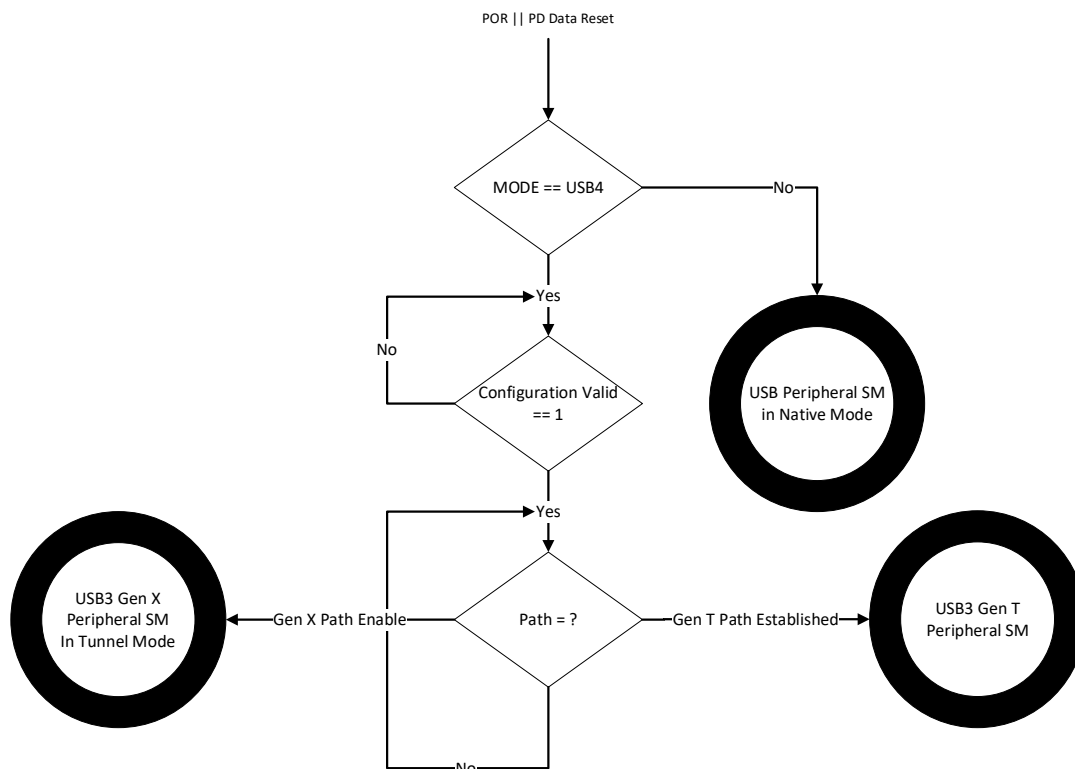 POR || PD Data Reset
MODE == USB4
No
Yes
No
Configuration Valid
== 1
USB Peripheral SM
in Native Mode
Yes
USB3 Gen X
Peripheral SM
In Tunnel Mode
Gen X Path Enable
Path = ?
Gen T Path Established
USB3 Gen T
Peripheral SM
No